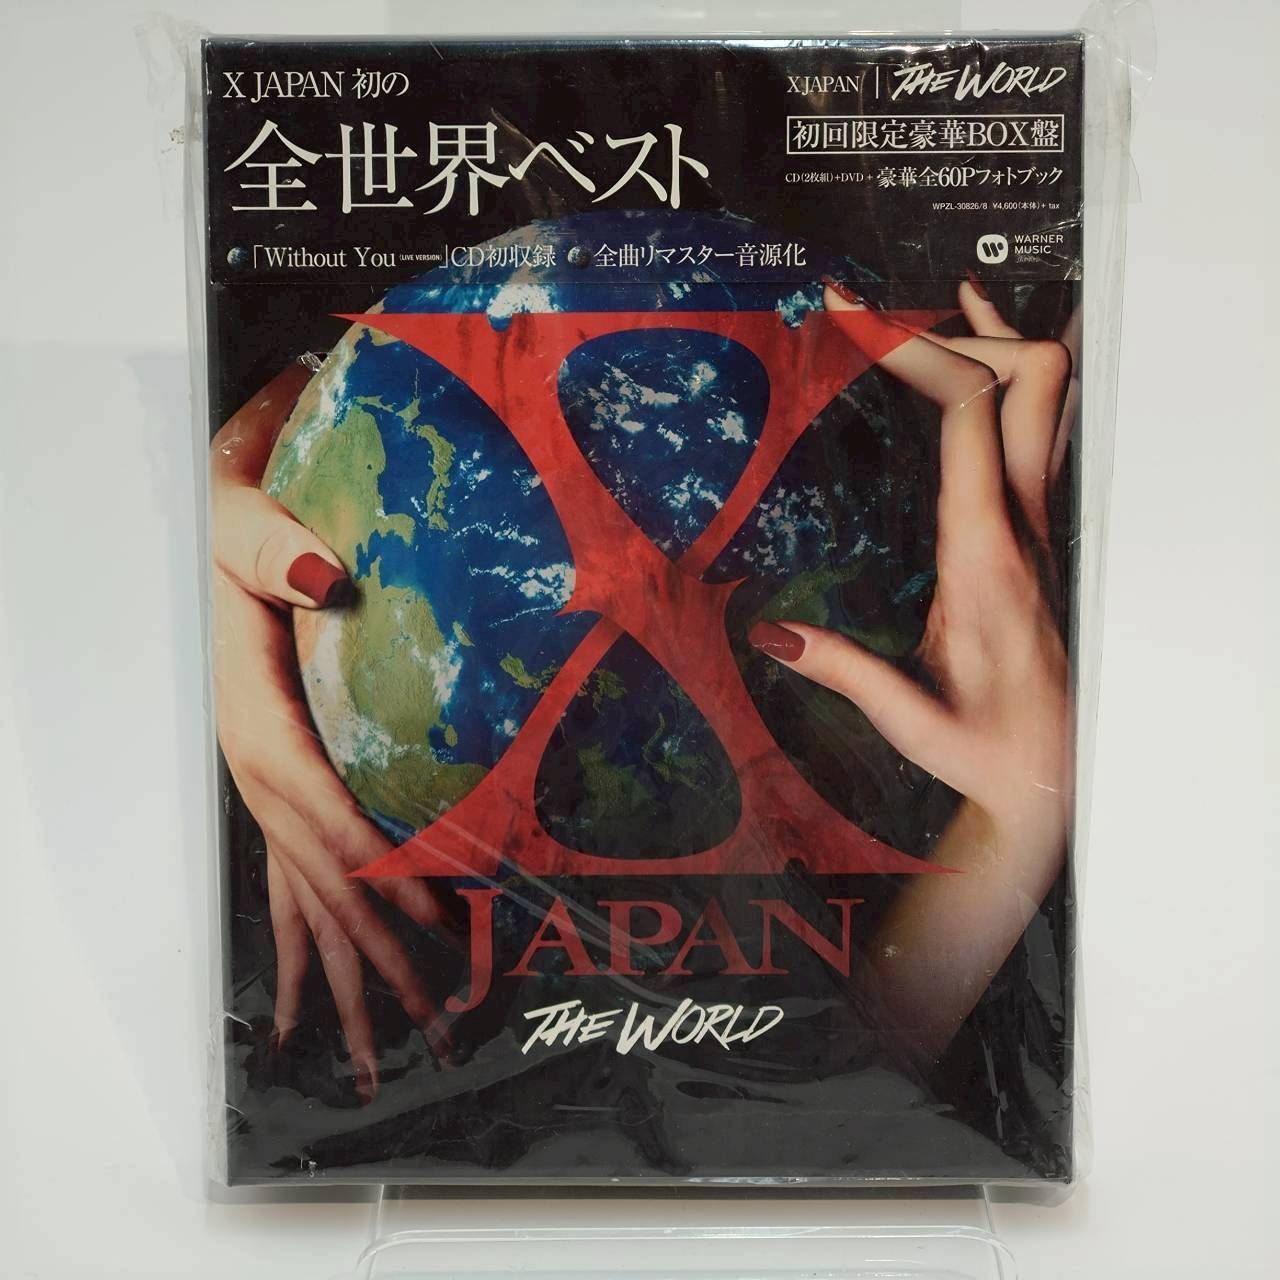 X JAPAN 初の
全世界ベスト
「Without You (LIVE VERSION)」CD初収録 全曲リマスター音源化
X JAPAN | THE WORLD
初回限定豪華BOX盤
CD(2枚組)+DVD+豪華全60Pフォトブック
WPZL-30826/8 ¥4,600(本体)+ tax
WARNER
MUSIC
X
JAPAN
THE WORLD